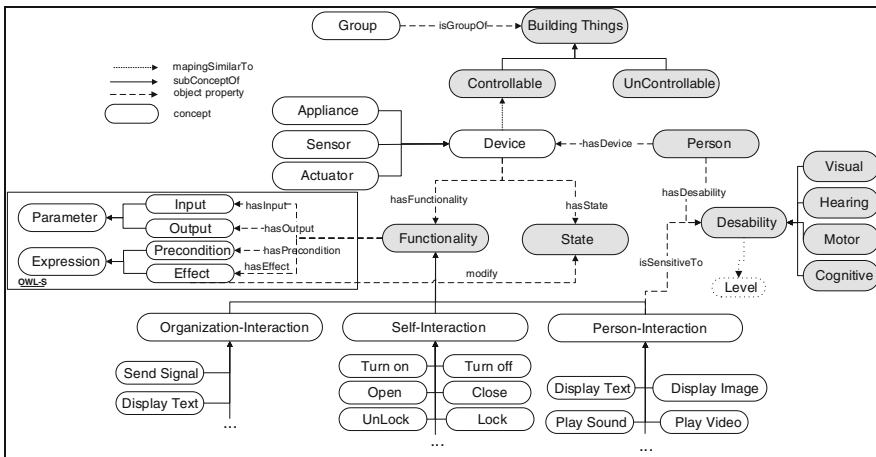 Group
isGroupOf
Building Things
mapingSimilarTo
subConceptOf
object property
concept
Controllable
UnControllable
Appliance
Sensor
Actuator
Device
hasDevice
Person
Visual
Hearing
Motor
Cognitive
hasFunctionality
hasState
hasDesability
Desability
Parameter
Input
Output
hasInput
hasOutput
Expression
Precondition
Effect
hasPrecondition
hasEffect
OWL-S
Functionality
State
modify
isSensitiveTo
Level
Organization-Interaction
Self-Interaction
Person-Interaction
Send Signal
Display Text
...
Turn on
Turn off
Open
Close
UnLock
Lock
...
Display Text
Display Image
Play Sound
Play Video
...